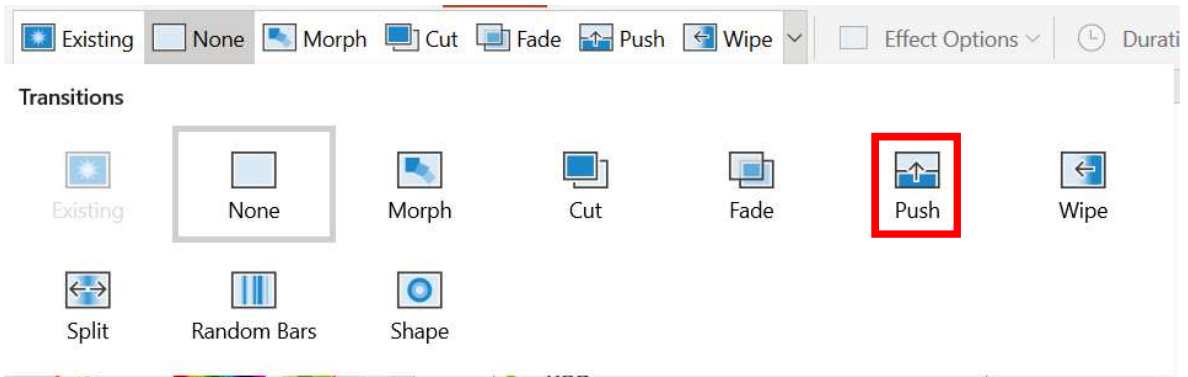 Existing None Morph Cut Fade Push Wipe Effect Options Durati
Transitions
Existing None Morph Cut Fade Push Wipe
Split Random Bars Shape